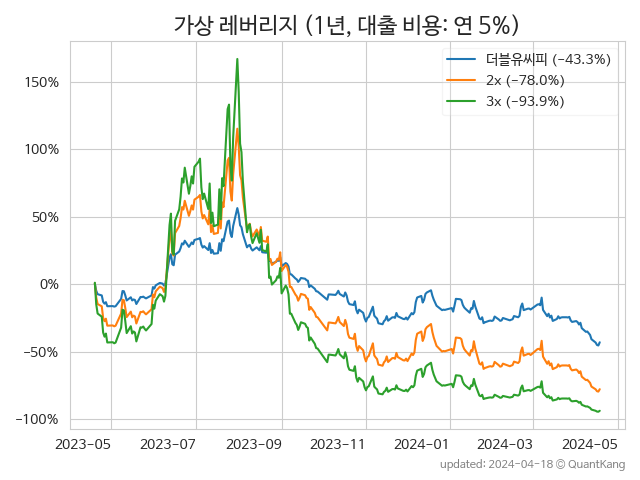 가상 레버리지 (1년, 대출 비용: 연 5%)
더블유씨피 (-43.3%)
2x (-78.0%)
3x (-93.9%)
150%
100%
50%
0%
-50%
-100%
2023-05
2023-07
2023-09
2023-11
2024-01
2024-03
2024-05
updated: 2024-04-18 © QuantKang